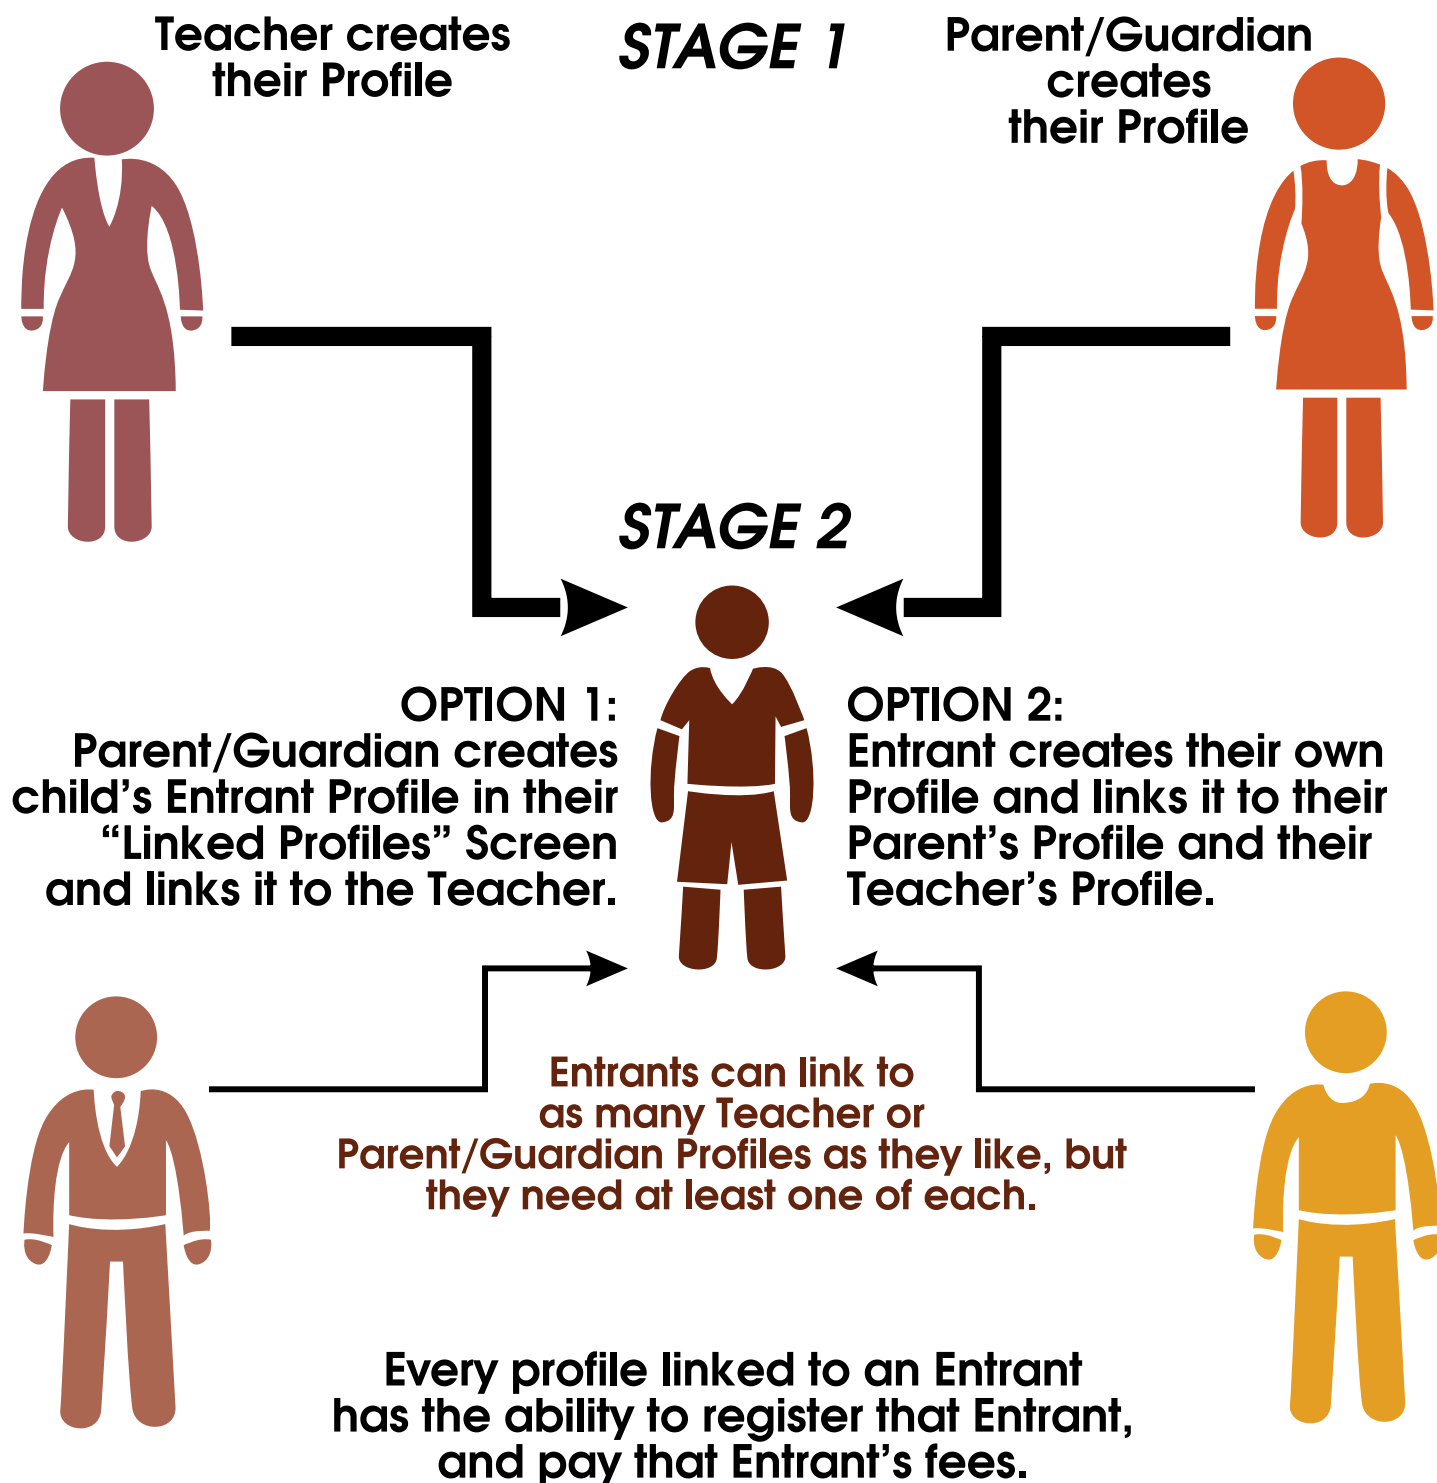 Teacher creates
their Profile
STAGE 1
Parent/Guardian
creates
their Profile
STAGE 2
OPTION 1:
Parent/Guardian creates
child’s Entrant Profile in their
“Linked Profiles” Screen
and links it to the Teacher.
OPTION 2:
Entrant creates their own
Profile and links it to their
Parent’s Profile and their
Teacher’s Profile.
Entrants can link to
as many Teacher or
Parent/Guardian Profiles as they like, but
they need at least one of each.
Every profile linked to an Entrant
has the ability to register that Entrant,
and pay that Entrant’s fees.